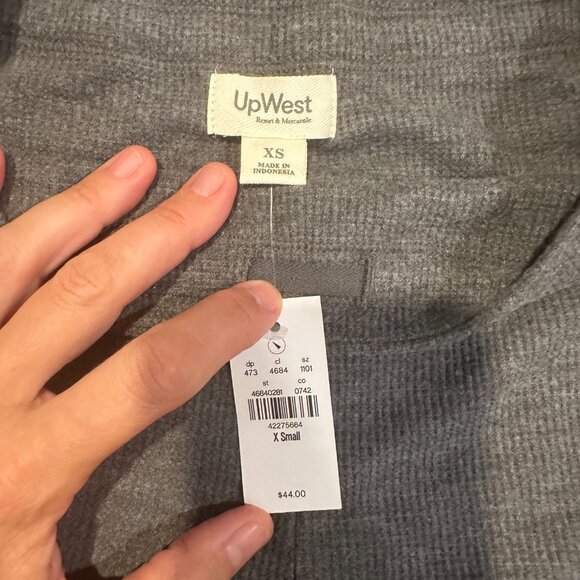 UpWest
Resort & Mercantile
XS
MADE IN
INDONESIA
dp cl sz
473 4684 1101
st co
46840281 0742
42275664
X Small
$44.00